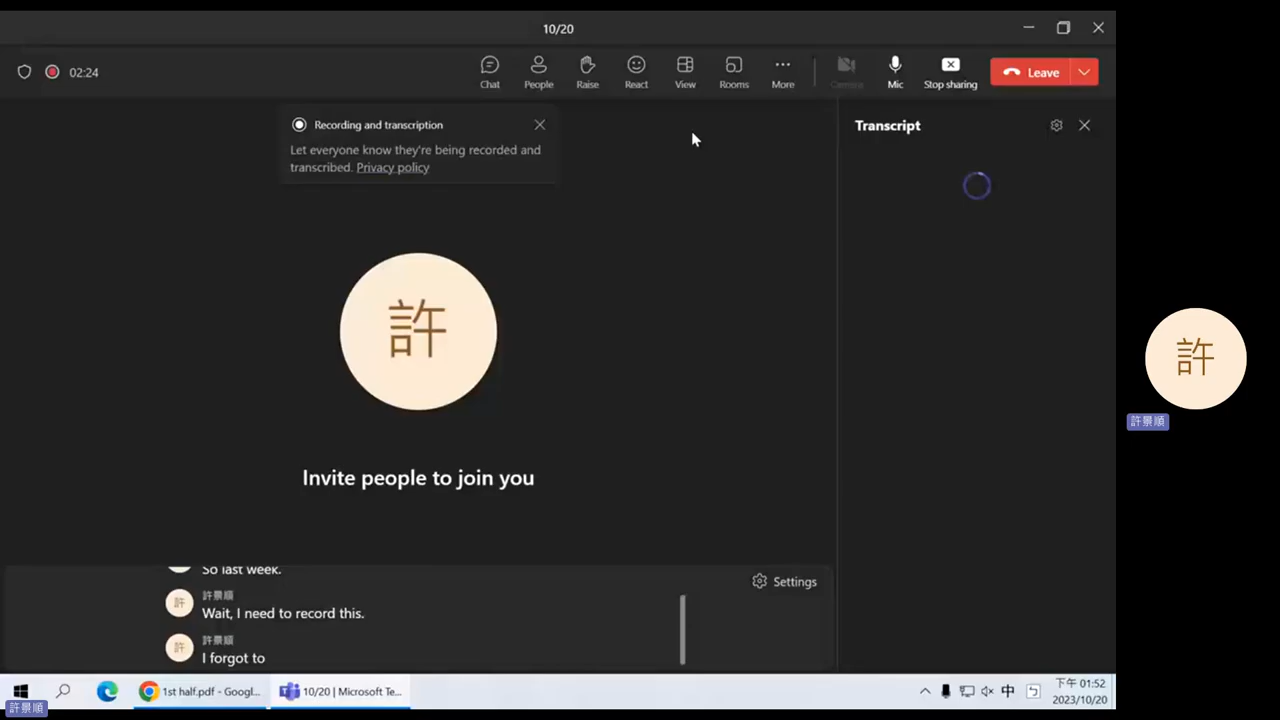 10/20
02:24
Chat
People
Raise
React
View
Rooms
More
Camera
Mic
Stop sharing
Leave
Recording and transcription
Let everyone know they're being recorded and
transcribed. Privacy policy
Transcript
許
Invite people to join you
許
許景順
So last week.
Settings
許 許景順
Wait, I need to record this.
許 許景順
I forgot to
1st half.pdf - Googl...
10/20 | Microsoft Te...
中
下午 01:52
2023/10/20
許景順